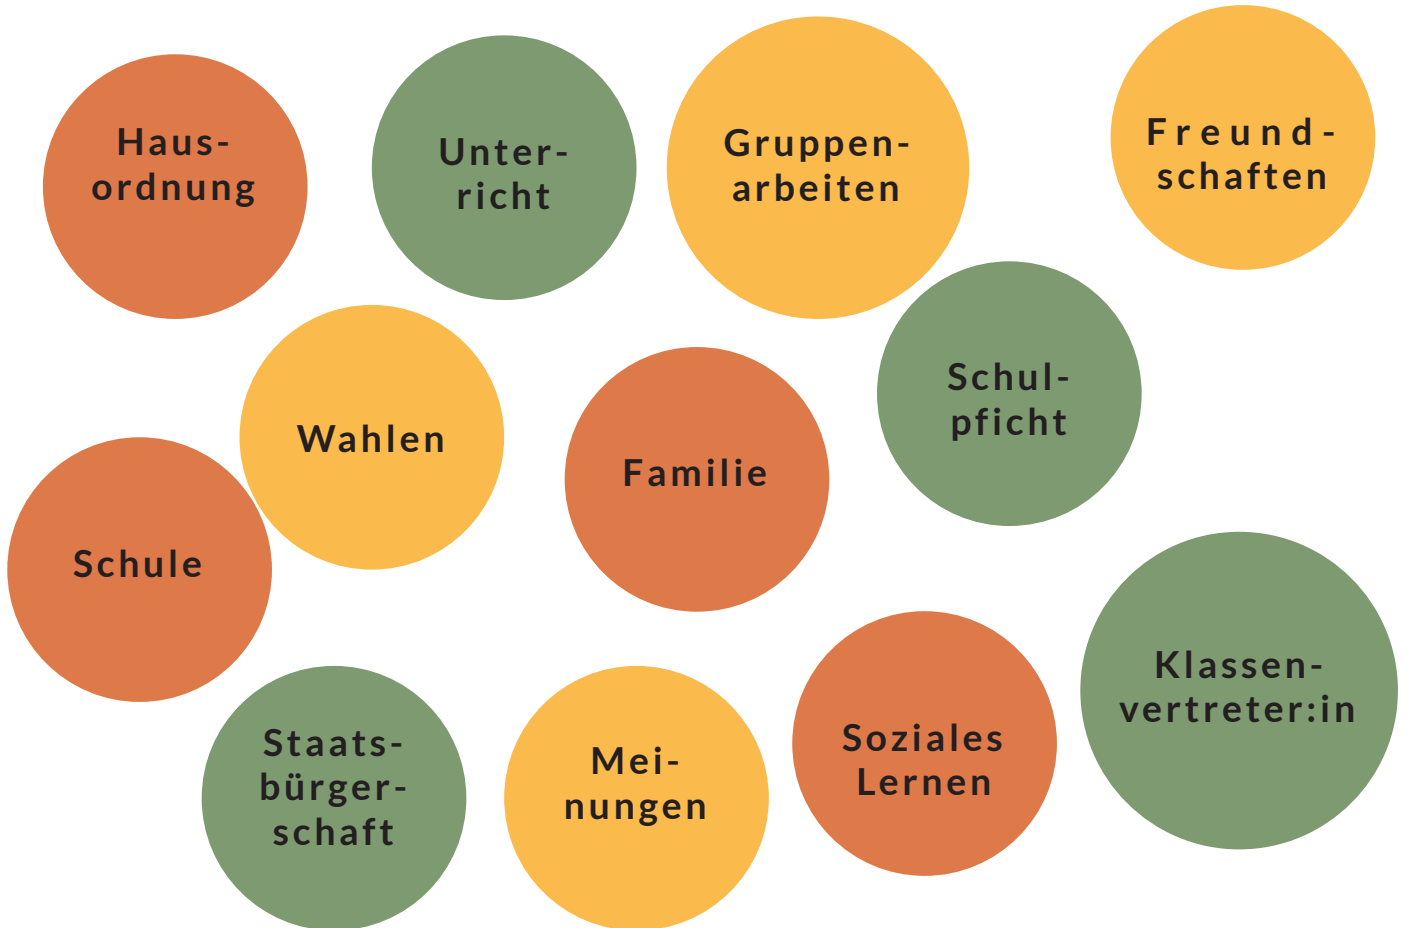 Haus-
ordnung
Unter-
richt
Gruppen-
arbeiten
Freund-
schaften
Wahlen
Familie
Schul-
pficht
Schule
Staats-
bürger-
schaft
Mei-
nungen
Soziales
Lernen
Klassen-
vertreter:in